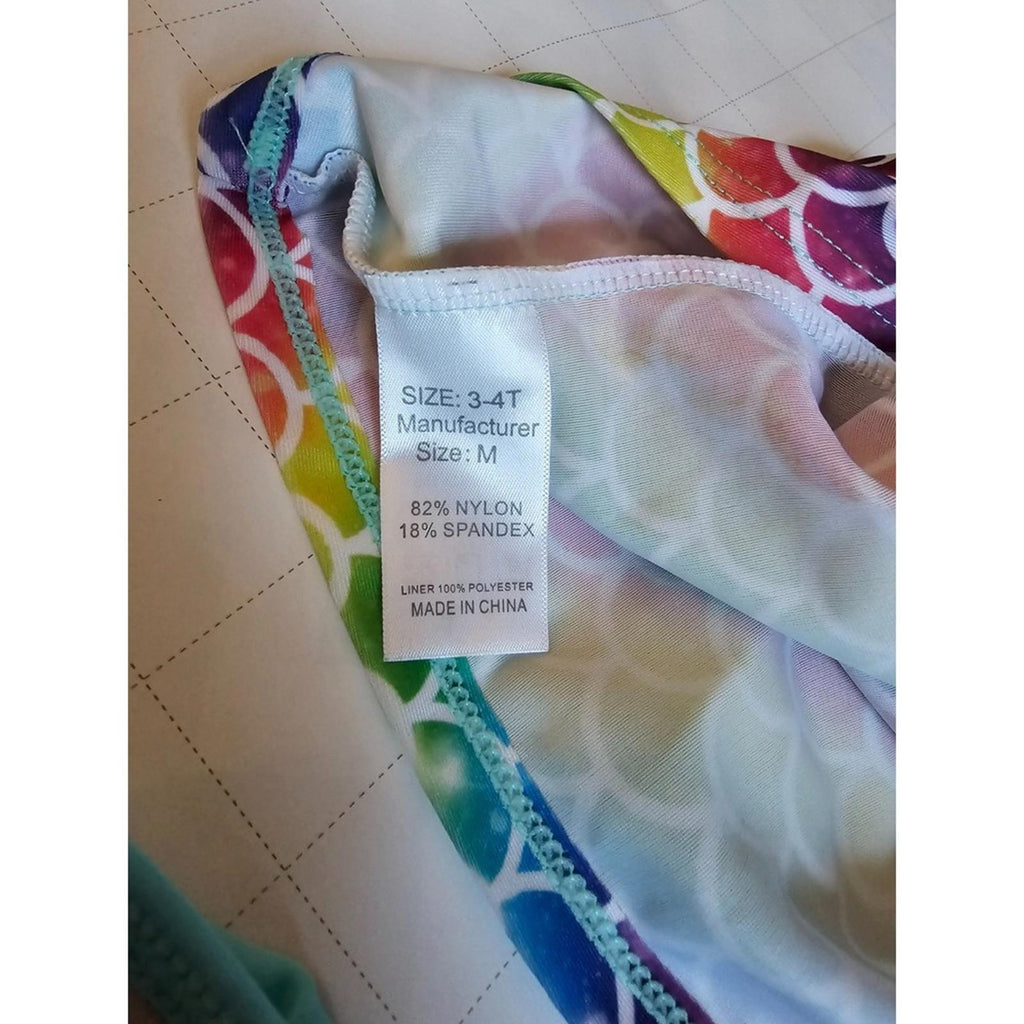 SIZE: 3-4T
Manufacturer
Size: M
82% NYLON
18% SPANDEX
LINER 100% POLYESTER
MADE IN CHINA